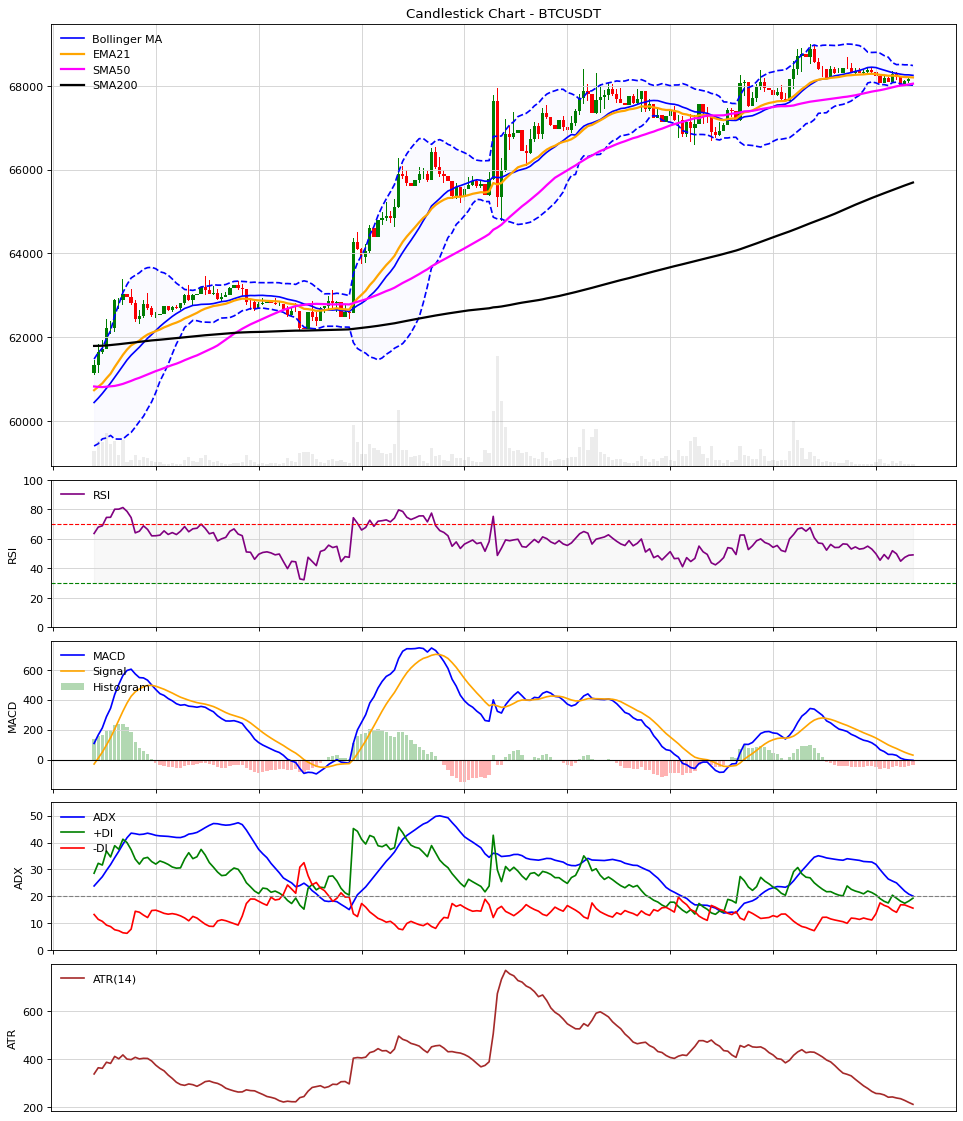 Candlestick Chart - BTCUSDT
Bollinger MA
EMA21
SMA50
SMA200
68000
66000
64000
62000
60000
RSI
RSI
100
80
60
40
20
0
MACD
Signal
Histogram
MACD
600
400
200
0
ADX
+DI
-DI
ADX
50
40
30
20
10
0
ATR(14)
ATR
600
400
200